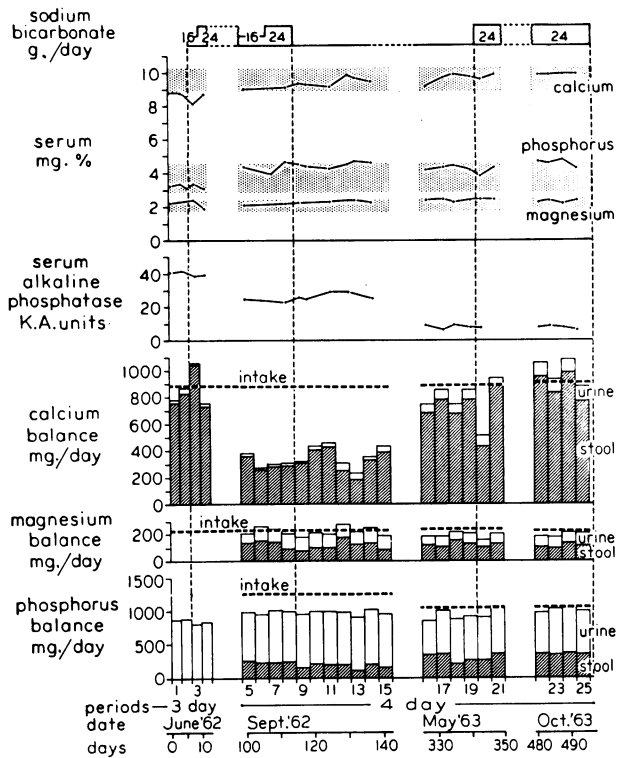 sodium
bicarbonate
g./day
16 24
16 24
24
24
10
8
6
4
2
0
serum
mg. %
calcium
phosphorus
magnesium
serum
alkaline
phosphatase
K.A.units
40
20
0
calcium
balance
mg./day
1000
800
600
400
200
0
intake
urine
stool
magnesium
balance
mg./day
200
0
intake
urine
stool
phosphorus
balance
mg./day
1500
1000
500
0
intake
urine
stool
1 3 5 7 9 11 13 15 17 19 21 23 25
periods—3 day 4 day
date June'62 Sept.'62 May'63 Oct.'63
days 0 10 100 120 140 330 350 480 490